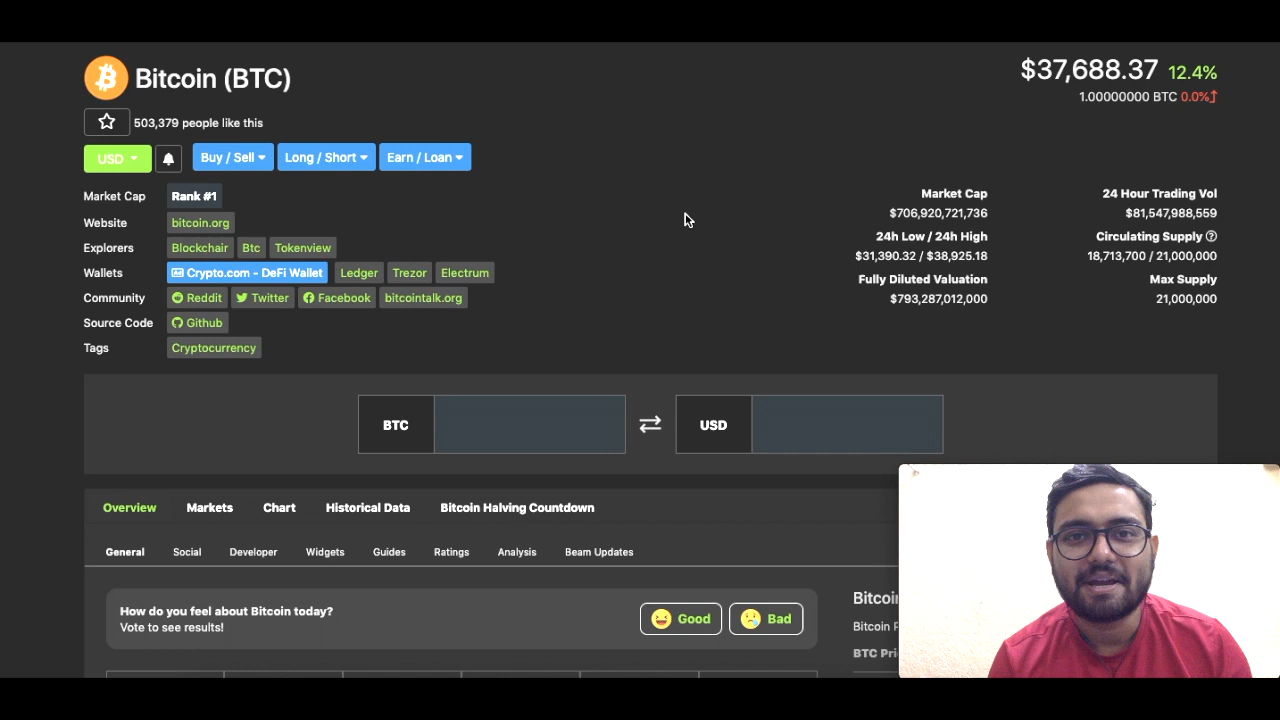 Bitcoin (BTC)
$37,688.37 12.4%
1.00000000 BTC 0.0%
503,379 people like this
USD
Buy / Sell
Long / Short
Earn / Loan
Market Cap Rank #1
Website bitcoin.org
Explorers Blockchair Btc Tokenview
Wallets Crypto.com - DeFi Wallet Ledger Trezor Electrum
Community Reddit Twitter Facebook bitcointalk.org
Source Code Github
Tags Cryptocurrency
Market Cap
$706,920,721,736
24h Low / 24h High
$31,390.32 / $38,925.18
Fully Diluted Valuation
$793,287,012,000
24 Hour Trading Vol
$81,547,988,559
Circulating Supply
18,713,700 / 21,000,000
Max Supply
21,000,000
BTC
USD
Overview Markets Chart Historical Data Bitcoin Halving Countdown
General Social Developer Widgets Guides Ratings Analysis Beam Updates
How do you feel about Bitcoin today?
Vote to see results!
Good
Bad
Bitcoin
Bitcoin
BTC